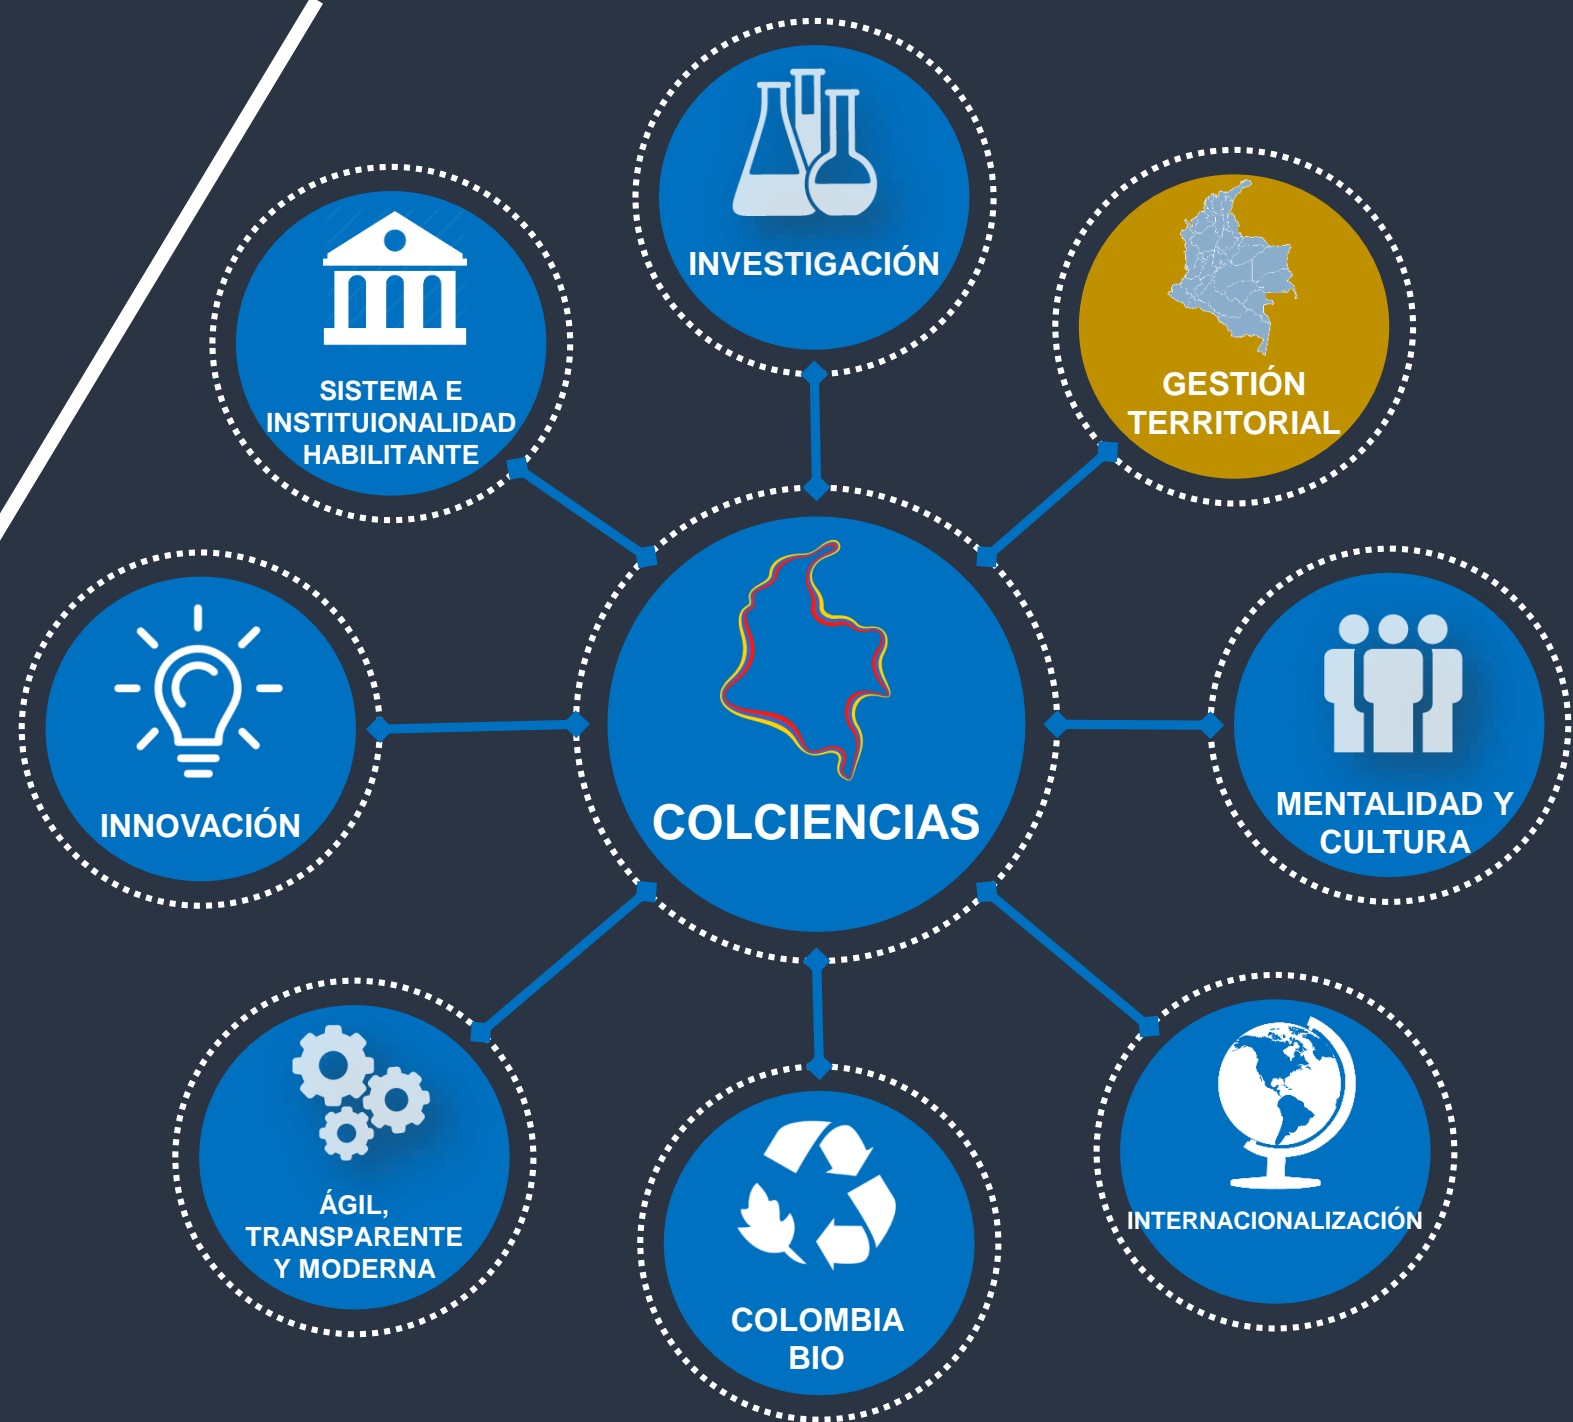 INVESTIGACIÓN
GESTIÓN
TERRITORIAL
SISTEMA E
INSTITUIONALIDAD
HABILITANTE
MENTALIDAD Y
CULTURA
COLCIENCIAS
INNOVACIÓN
INTERNACIONALIZACIÓN
ÁGIL,
TRANSPARENTE
Y MODERNA
COLOMBIA
BIO